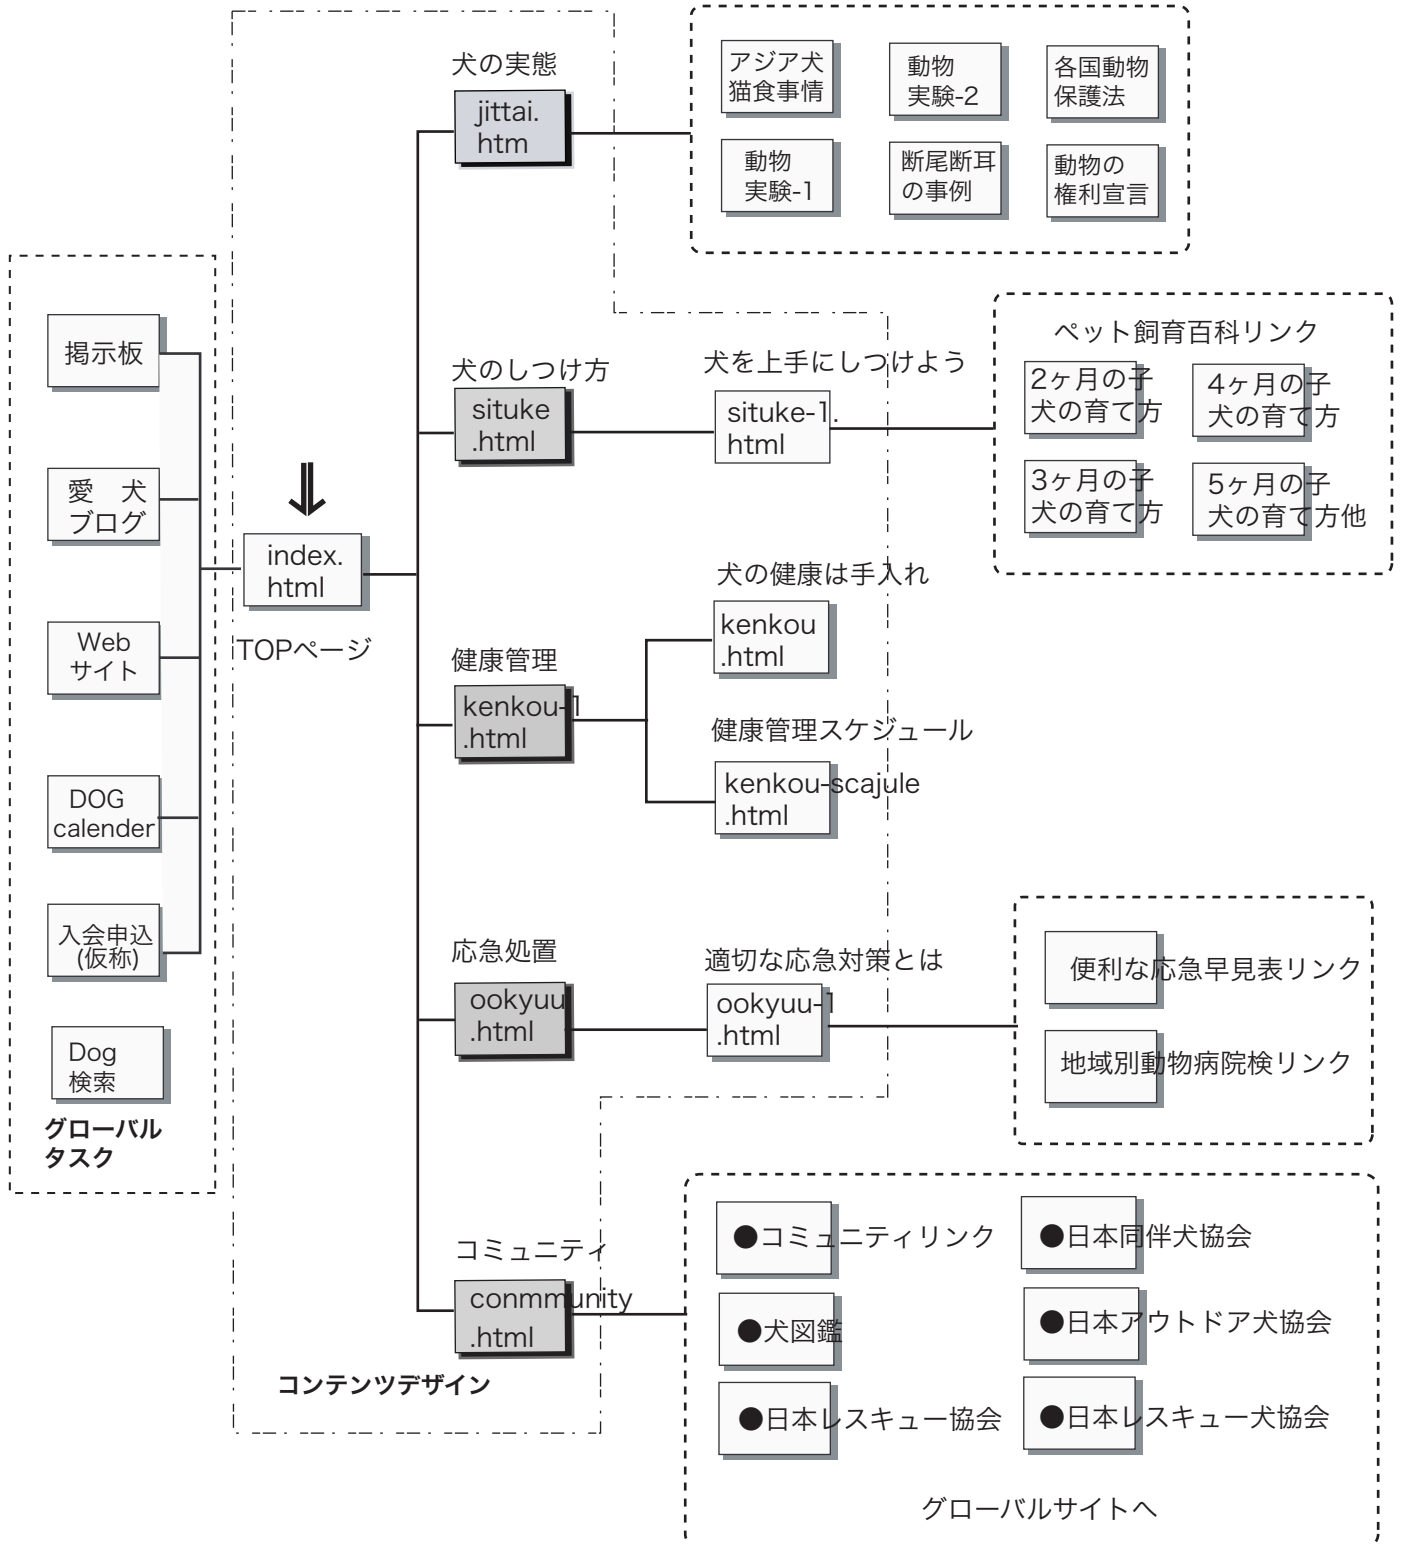 犬の実態
jittai.
htm
アジア犬
猫食事情
動物
実験-2
各国動物
保護法
動物
実験-1
断尾断耳
の事例
動物の
権利宣言
掲示板
愛　犬
ブログ
Web
サイト
DOG
calender
入会申込
(仮称)
Dog
検索
グローバル
タスク
⇓
index.
html
TOPページ
犬のしつけ方
situke
.html
犬を上手にしつけよう
situke-1.
html
ペット飼育百科リンク
2ヶ月の子
犬の育て方
4ヶ月の子
犬の育て方
3ヶ月の子
犬の育て方
5ヶ月の子
犬の育て方他
健康管理
kenkou-1
.html
犬の健康は手入れ
kenkou
.html
健康管理スケジュール
kenkou-scajule
.html
応急処置
ookyuu
.html
適切な応急対策とは
ookyuu-1
.html
便利な応急早見表リンク
地域別動物病院検リンク
コミュニティ
conmmunity
.html
コンテンツデザイン
●コミュニティリンク
●日本同伴犬協会
●犬図鑑
●日本アウトドア犬協会
●日本レスキュー協会
●日本レスキュー犬協会
グローバルサイトへ